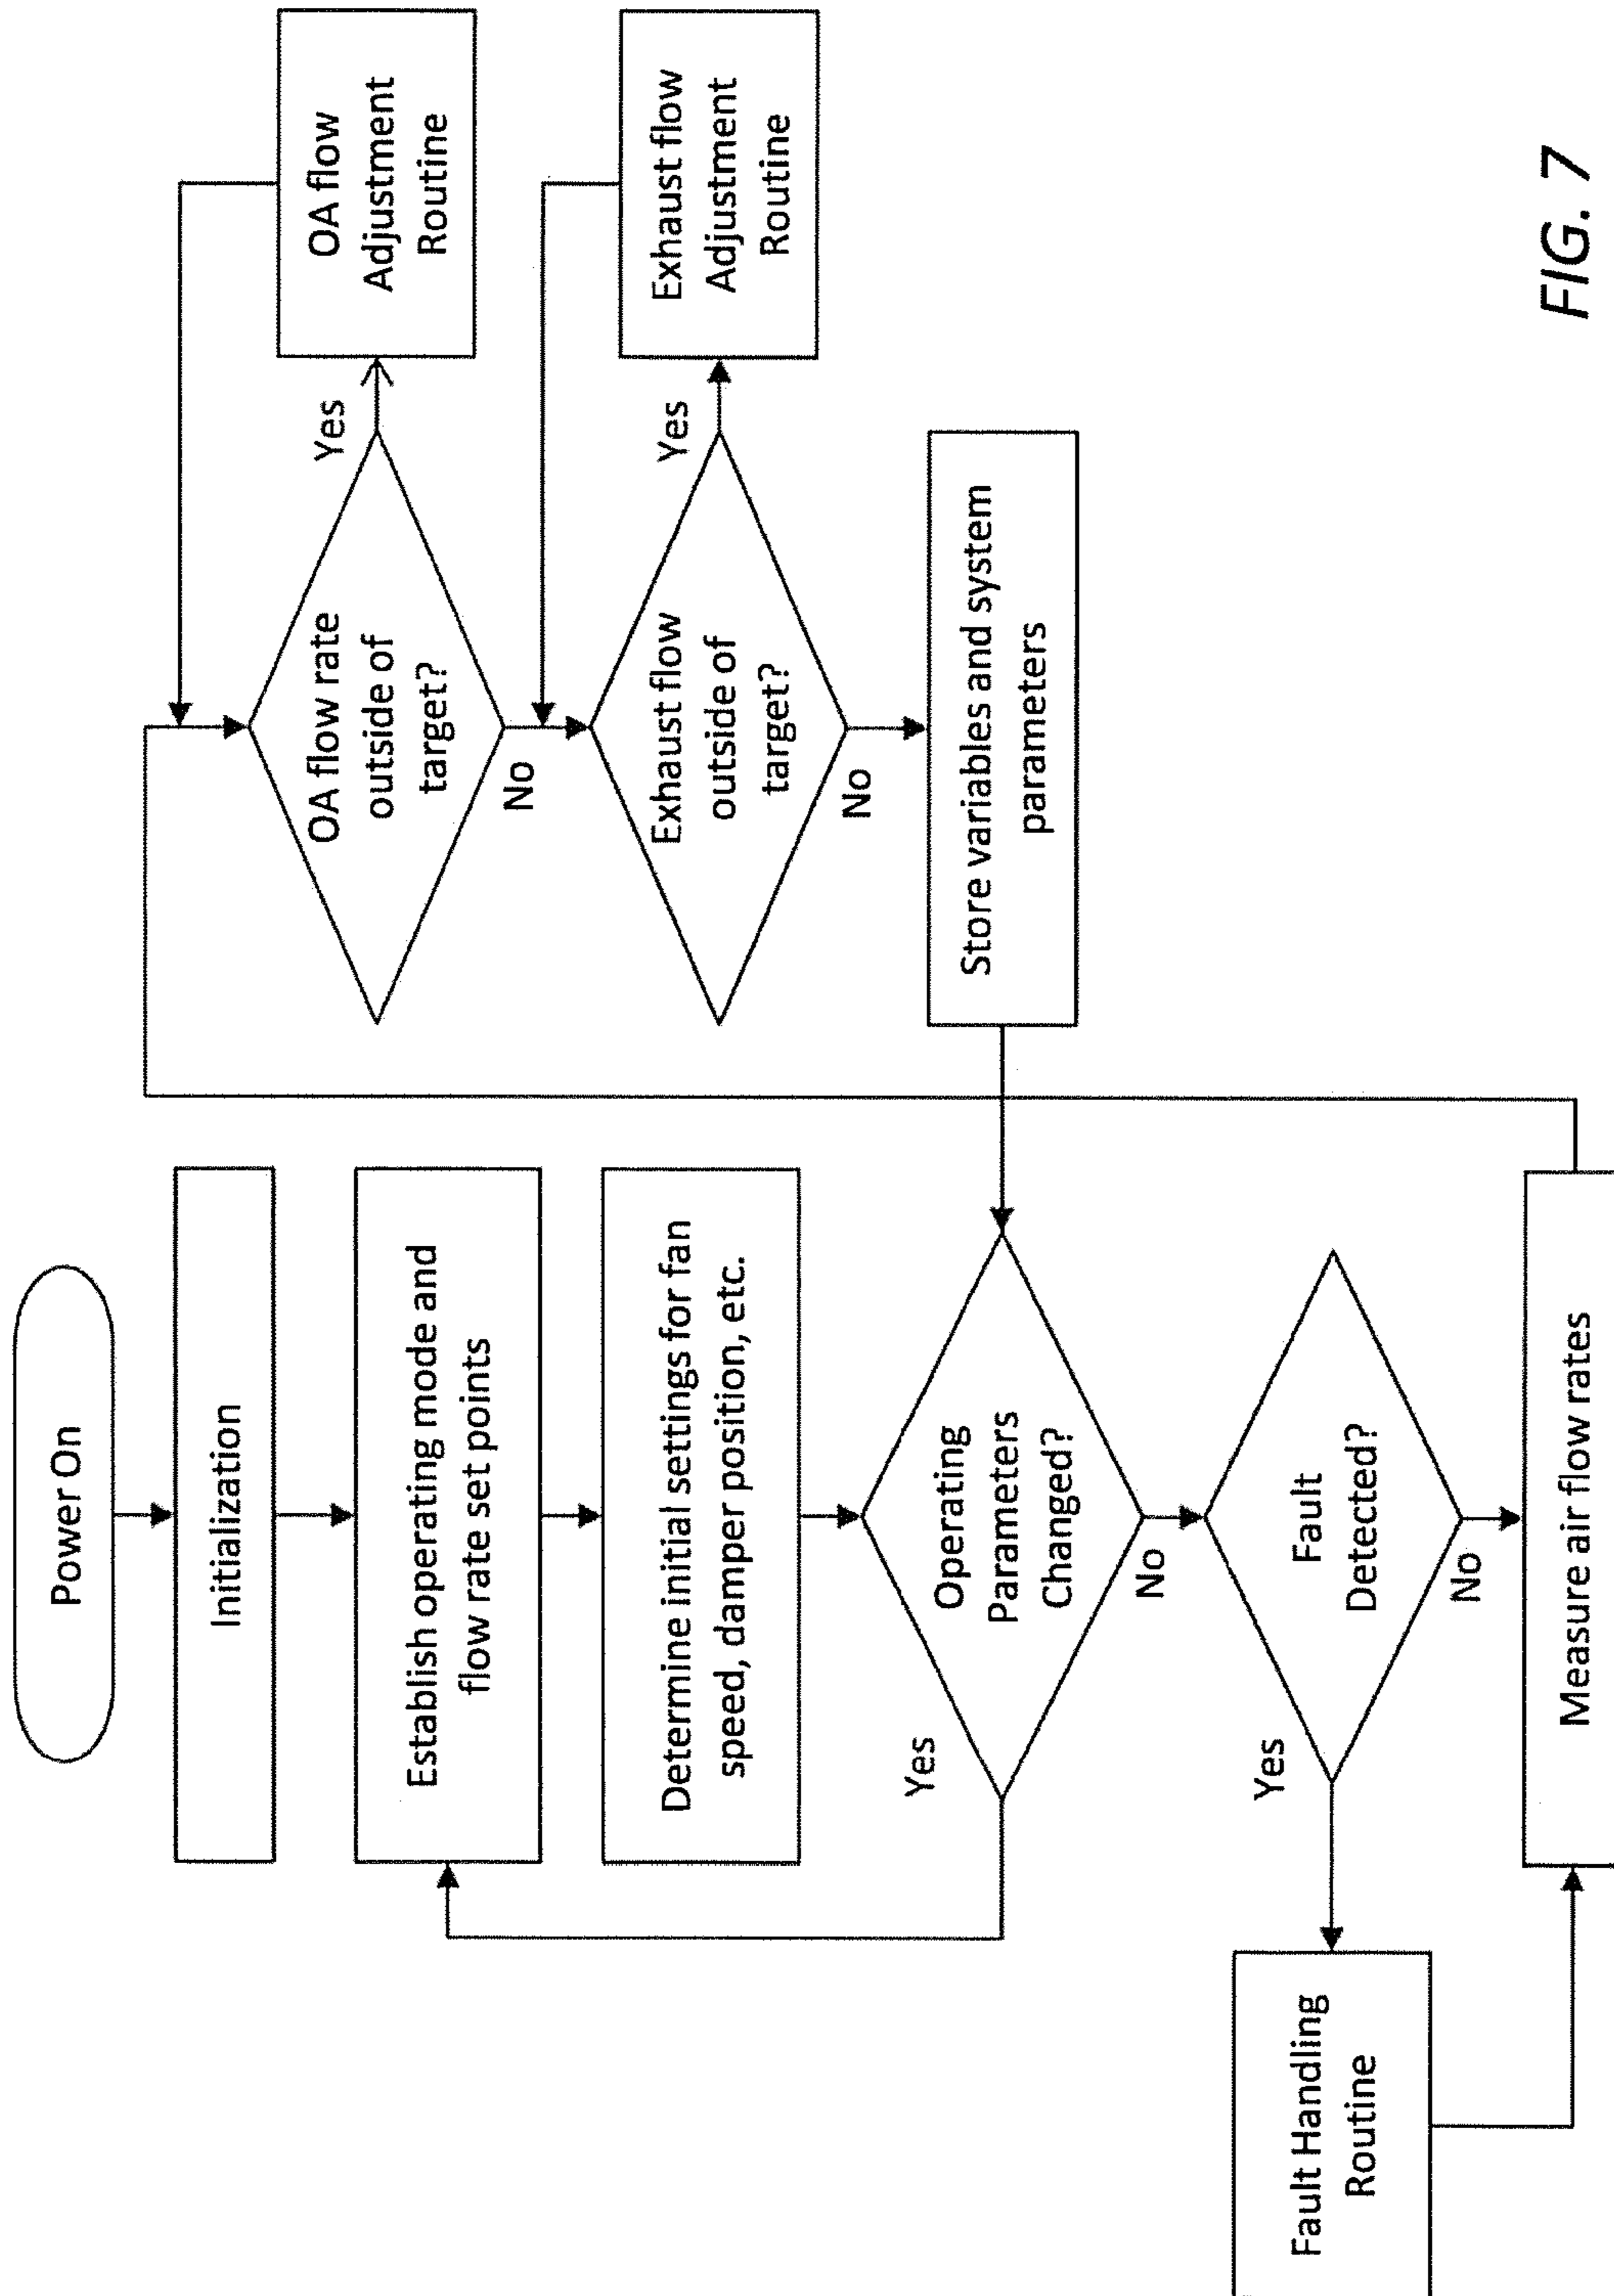 Power On
Initialization
Establish operating mode and
flow rate set points
Determine initial settings for fan
speed, damper position, etc.
Operating
Parameters
Changed?
Yes
No
Fault
Detected?
Yes
No
Fault Handling
Routine
Measure air flow rates
OA flow rate
outside of
target?
Yes
No
OA flow
Adjustment
Routine
Exhaust flow
outside of
target?
Yes
No
Exhaust flow
Adjustment
Routine
Store variables and system
parameters
FIG. 7